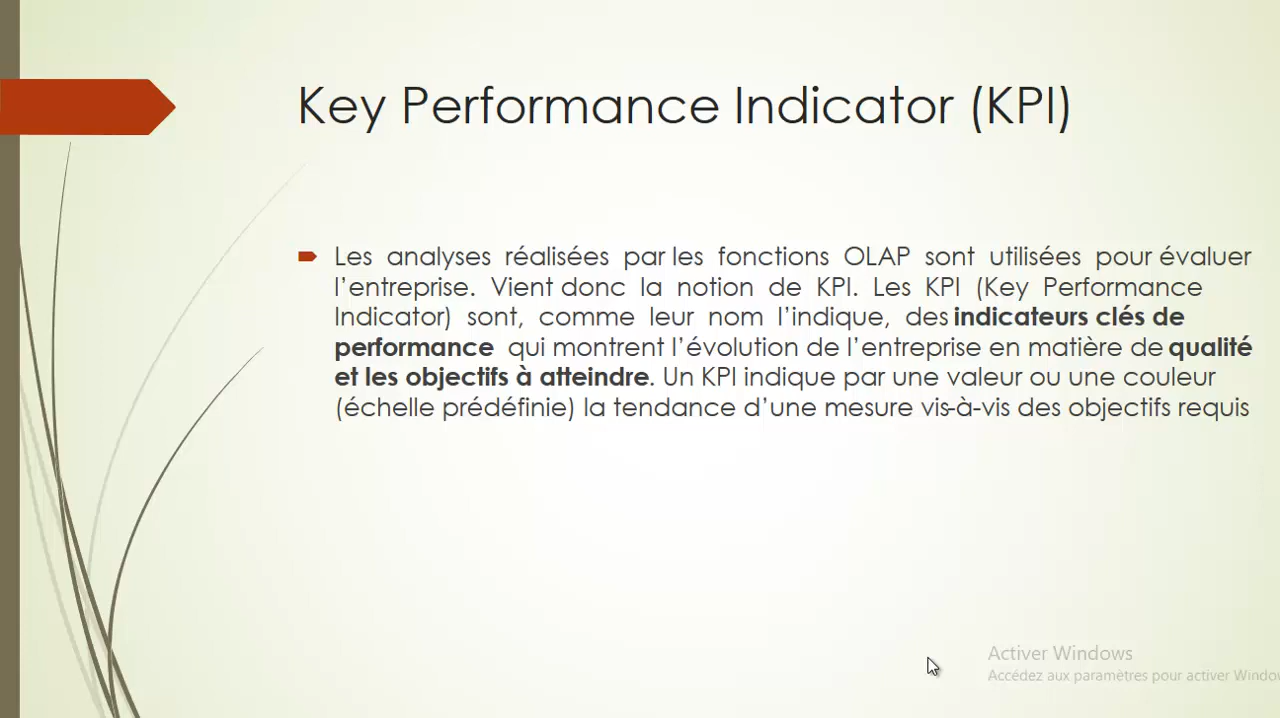 Key Performance Indicator (KPI)
Les analyses réalisées par les fonctions OLAP sont utilisées pour évaluer
l’entreprise. Vient donc la notion de KPI. Les KPI (Key Performance
Indicator) sont, comme leur nom l’indique, des indicateurs clés de
performance qui montrent l’évolution de l’entreprise en matière de qualité
et les objectifs à atteindre. Un KPI indique par une valeur ou une couleur
(échelle prédéfinie) la tendance d’une mesure vis-à-vis des objectifs requis
Activer Windows
Accédez aux paramètres pour activer Window